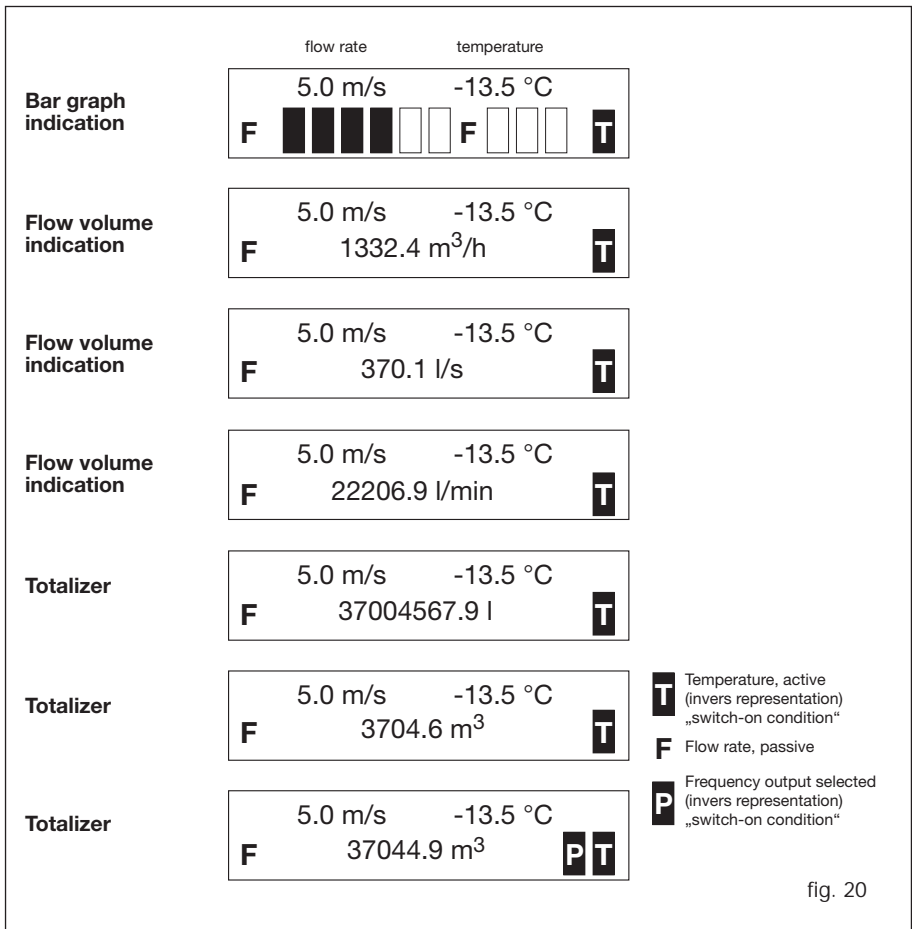 flow rate temperature
Bar graph
indication
5.0 m/s -13.5 °C
F F T
Flow volume
indication
5.0 m/s -13.5 °C
F 1332.4 m³/h T
Flow volume
indication
5.0 m/s -13.5 °C
F 370.1 l/s T
Flow volume
indication
5.0 m/s -13.5 °C
F 22206.9 l/min T
Totalizer
5.0 m/s -13.5 °C
F 37004567.9 l T
Totalizer
5.0 m/s -13.5 °C
F 3704.6 m³ T
Totalizer
5.0 m/s -13.5 °C
F 37044.9 m³ P T
T Temperature, active
(invers representation)
„switch-on condition“
F Flow rate, passive
P Frequency output selected
(invers representation)
„switch-on condition“
fig. 20